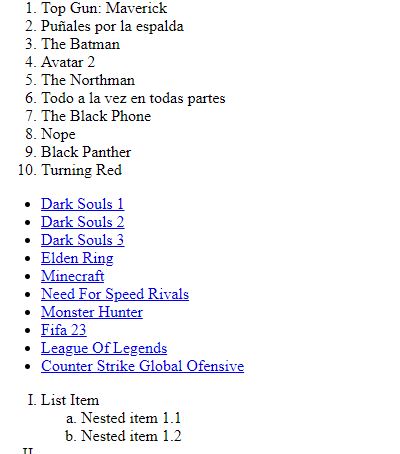 1. Top Gun: Maverick
2. Puñales por la espalda
3. The Batman
4. Avatar 2
5. The Northman
6. Todo a la vez en todas partes
7. The Black Phone
8. Nope
9. Black Panther
10. Turning Red
• Dark Souls 1
• Dark Souls 2
• Dark Souls 3
• Elden Ring
• Minecraft
• Need For Speed Rivals
• Monster Hunter
• Fifa 23
• League Of Legends
• Counter Strike Global Ofensive
I. List Item
a. Nested item 1.1
b. Nested item 1.2
II.